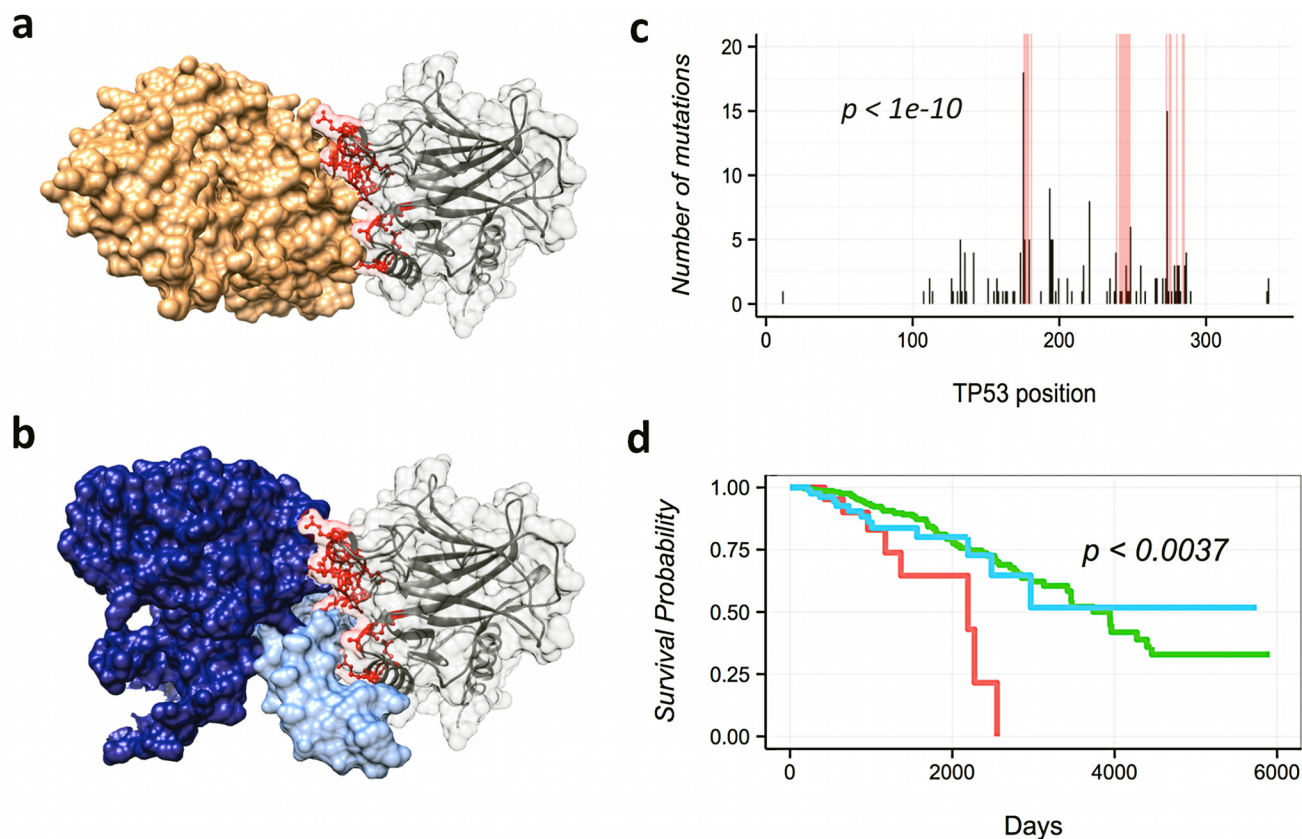 a
b
c
Number of mutations
20
15
10
5
0
p < 1e-10
0
100
200
300
TP53 position
d
Survival Probability
1.00
0.75
0.50
0.25
0.00
p < 0.0037
0
2000
4000
6000
Days